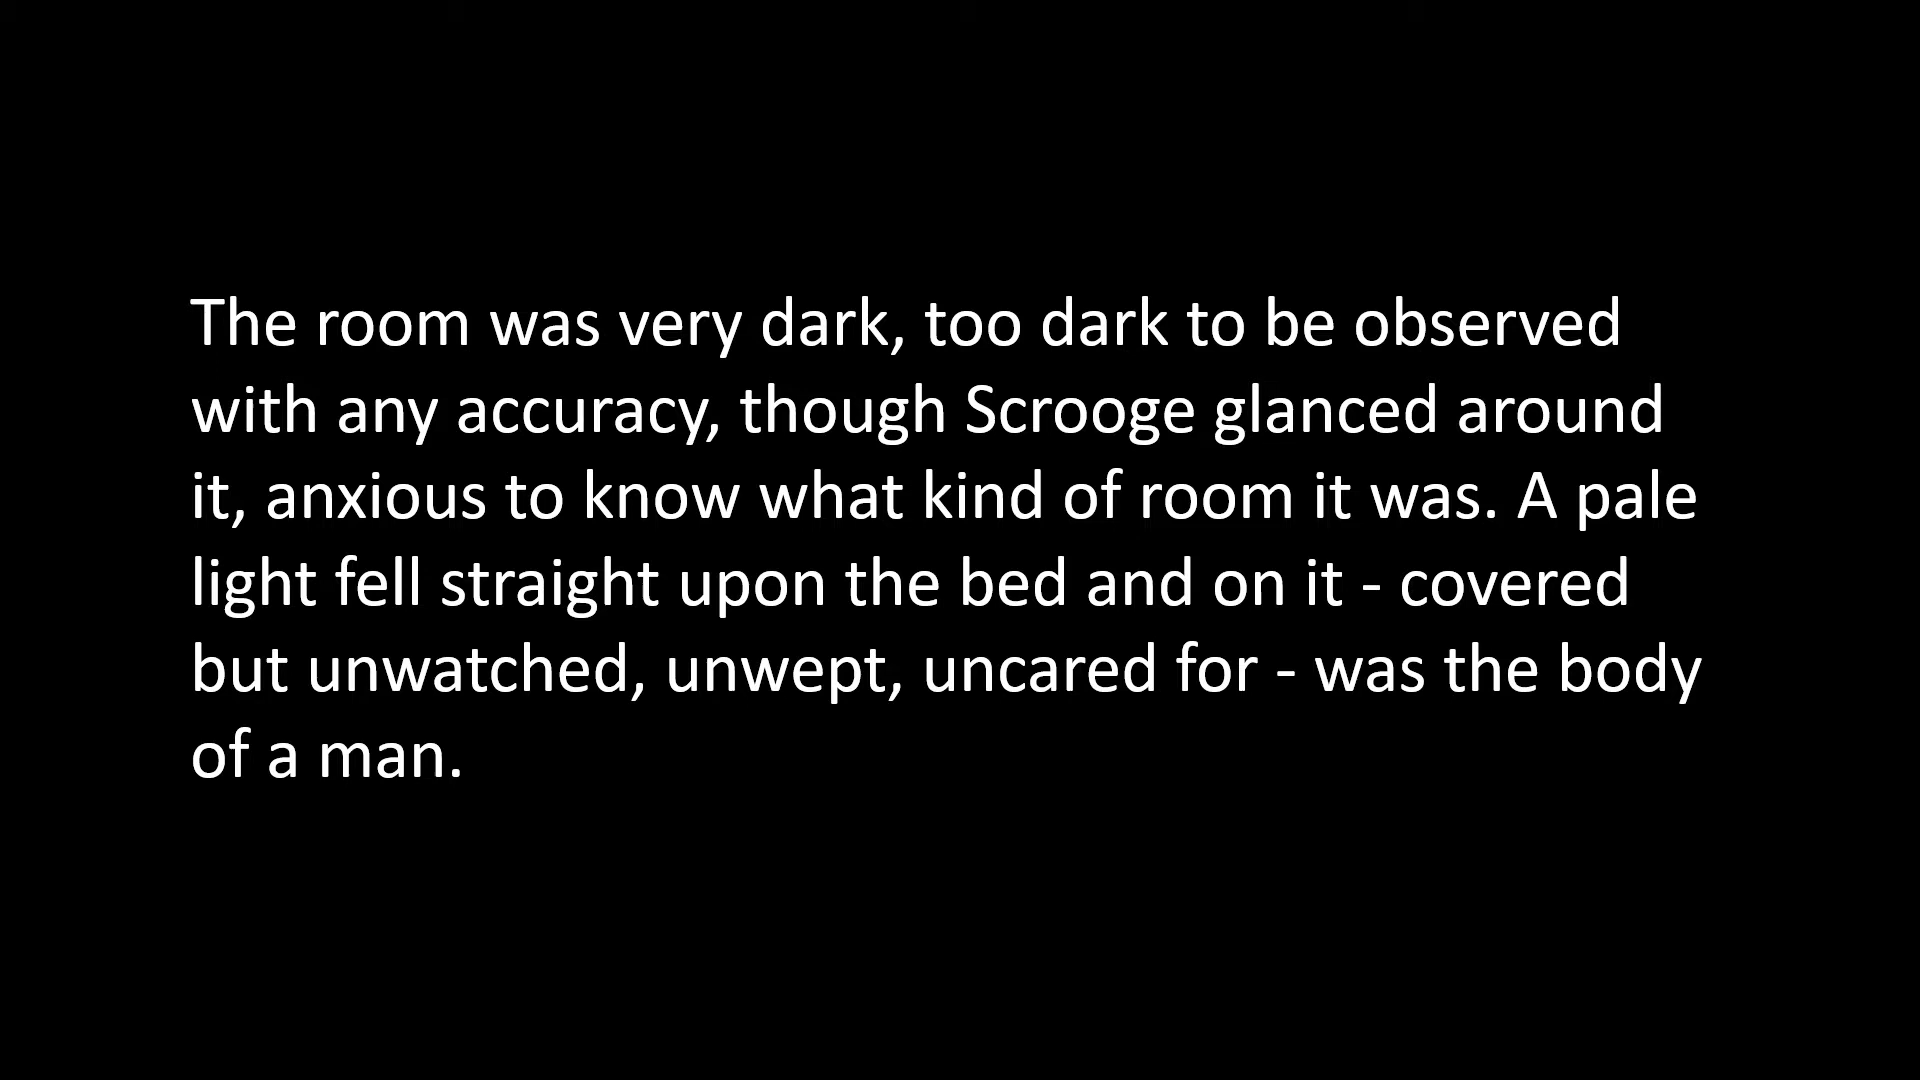 The room was very dark, too dark to be observed
with any accuracy, though Scrooge glanced around
it, anxious to know what kind of room it was. A pale
light fell straight upon the bed and on it - covered
but unwatched, unwept, uncared for - was the body
of a man.